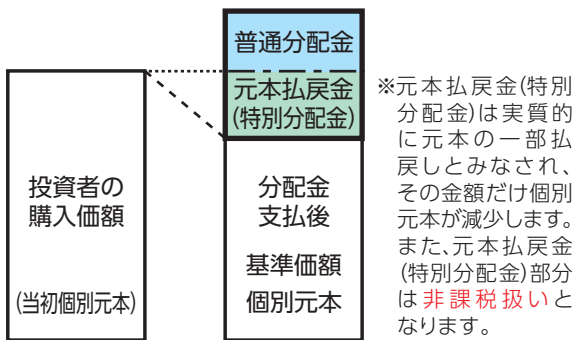 普通分配金
元本払戻金
(特別分配金)
投資者の
購入価額
(当初個別元本)
分配金
支払後
基準価額
個別元本
※元本払戻金(特別
分配金)は実質的
に元本の一部払
戻しとみなされ、
その金額だけ個別
元本が減少します。
また、元本払戻金
(特別分配金)部分
は非課税扱いと
なります。